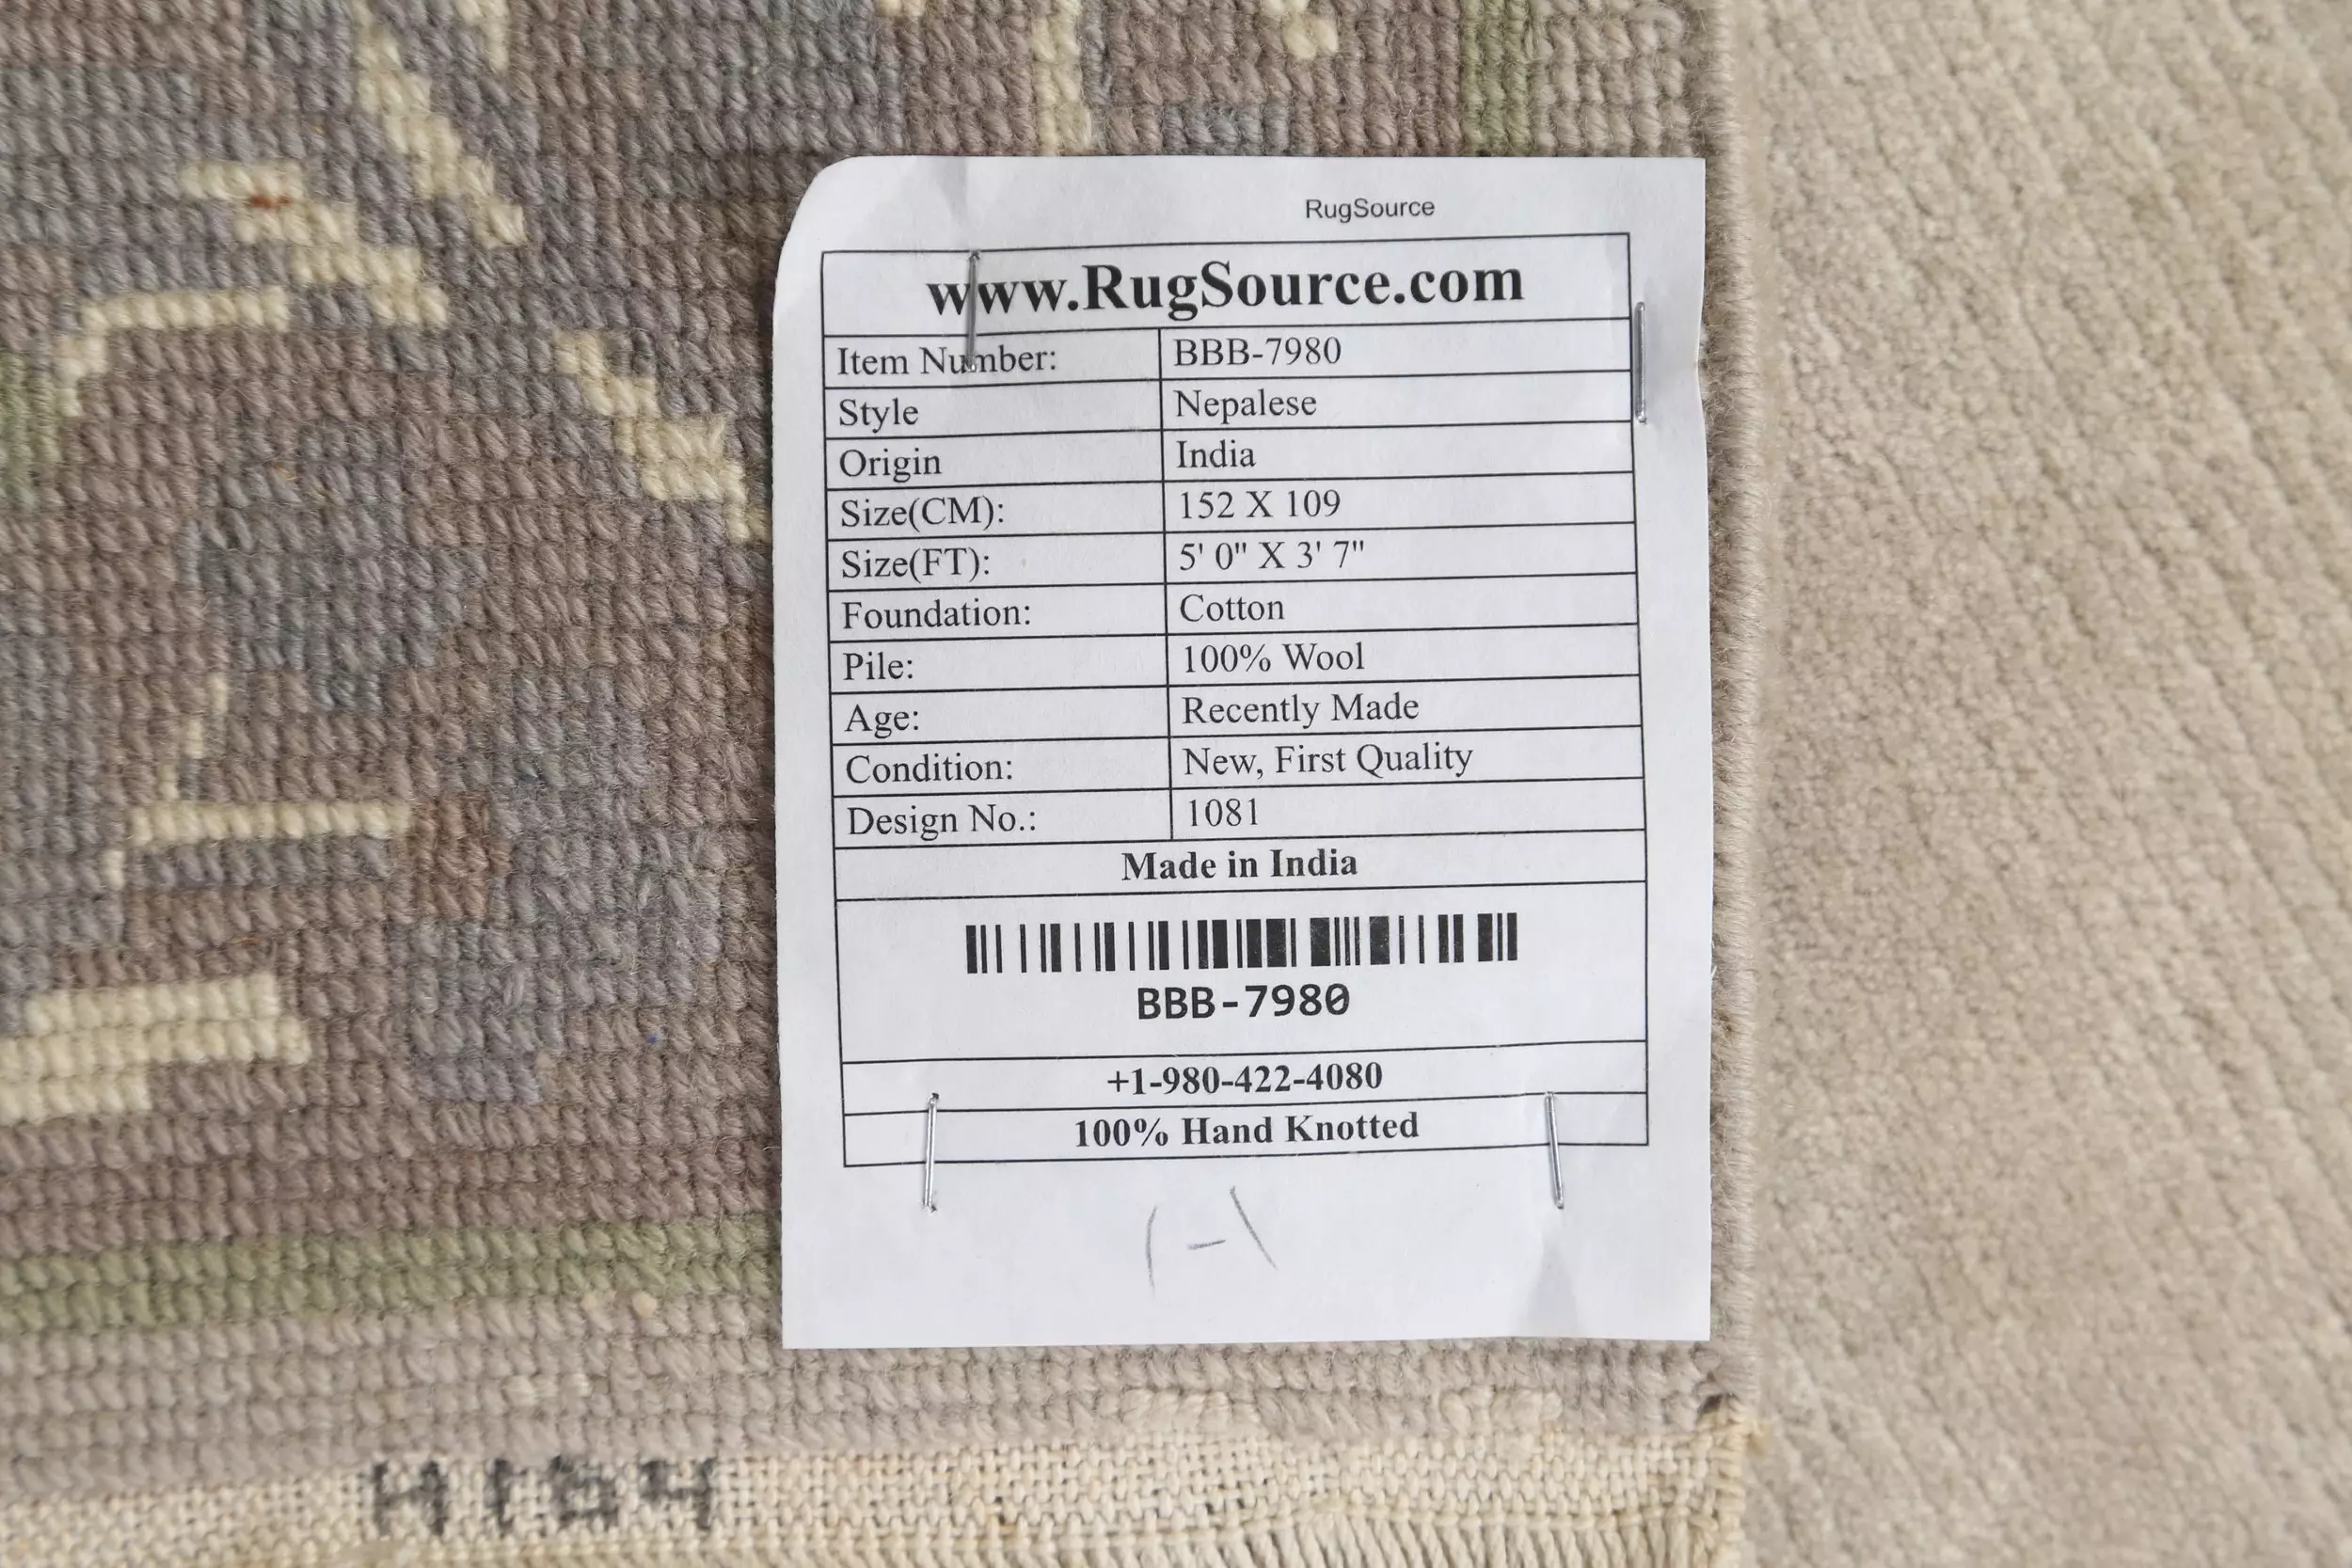 RugSource
www.RugSource.com
Item Number: BBB-7980
Style Nepalese
Origin India
Size(CM): 152 X 109
Size(FT): 5' 0" X 3' 7"
Foundation: Cotton
Pile: 100% Wool
Age: Recently Made
Condition: New, First Quality
Design No.: 1081
Made in India
BBB-7980
+1-980-422-4080
100% Hand Knotted
1-1